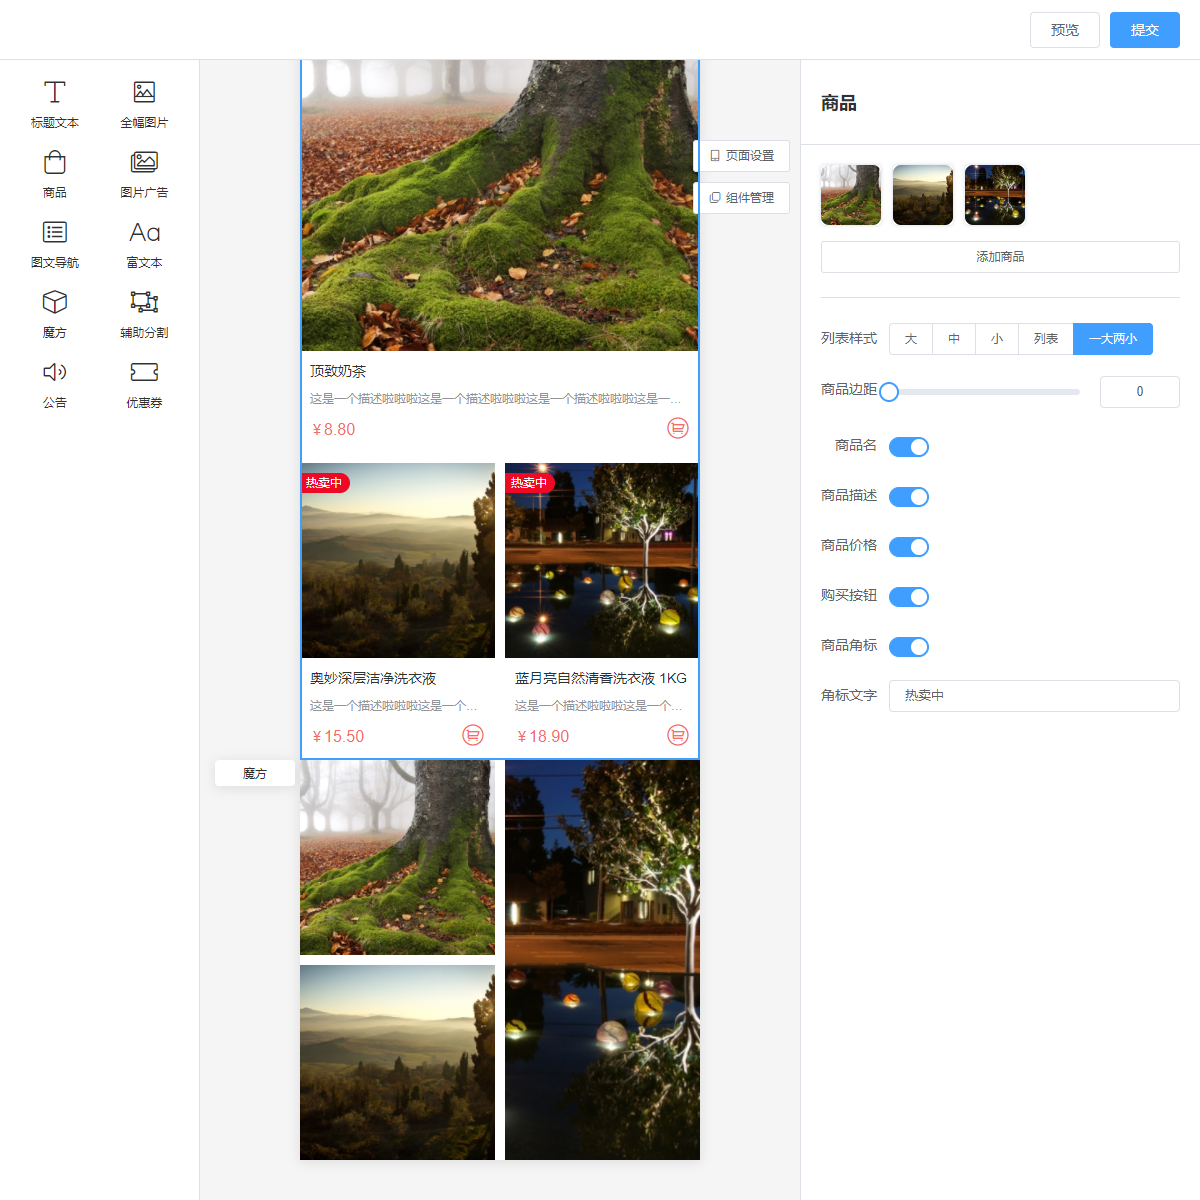 预览
提交
标题文本
全幅图片
商品
图片广告
图文导航
Aa
富文本
魔方
辅助分割
公告
优惠券
页面设置
组件管理
顶致奶茶
这是一个描述啦啦啦这是一个描述啦啦啦这是一个描述啦啦啦这是一...
¥8.80
热卖中
热卖中
奥妙深层洁净洗衣液
蓝月亮自然清香洗衣液 1KG
这是一个描述啦啦啦这是一个...
这是一个描述啦啦啦这是一个...
¥15.50
¥18.90
魔方
商品
添加商品
列表样式
大
中
小
列表
一大两小
商品边距
0
商品名
商品描述
商品价格
购买按钮
商品角标
角标文字
热卖中